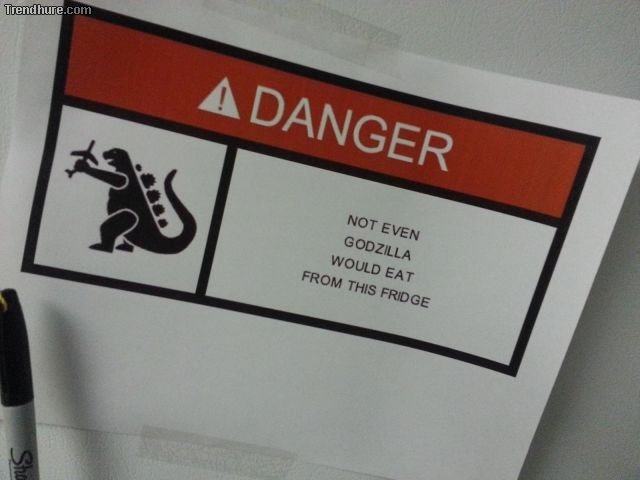 Trendhure.com
DANGER
NOT EVEN
GODZILLA
WOULD EAT
FROM THIS FRIDGE